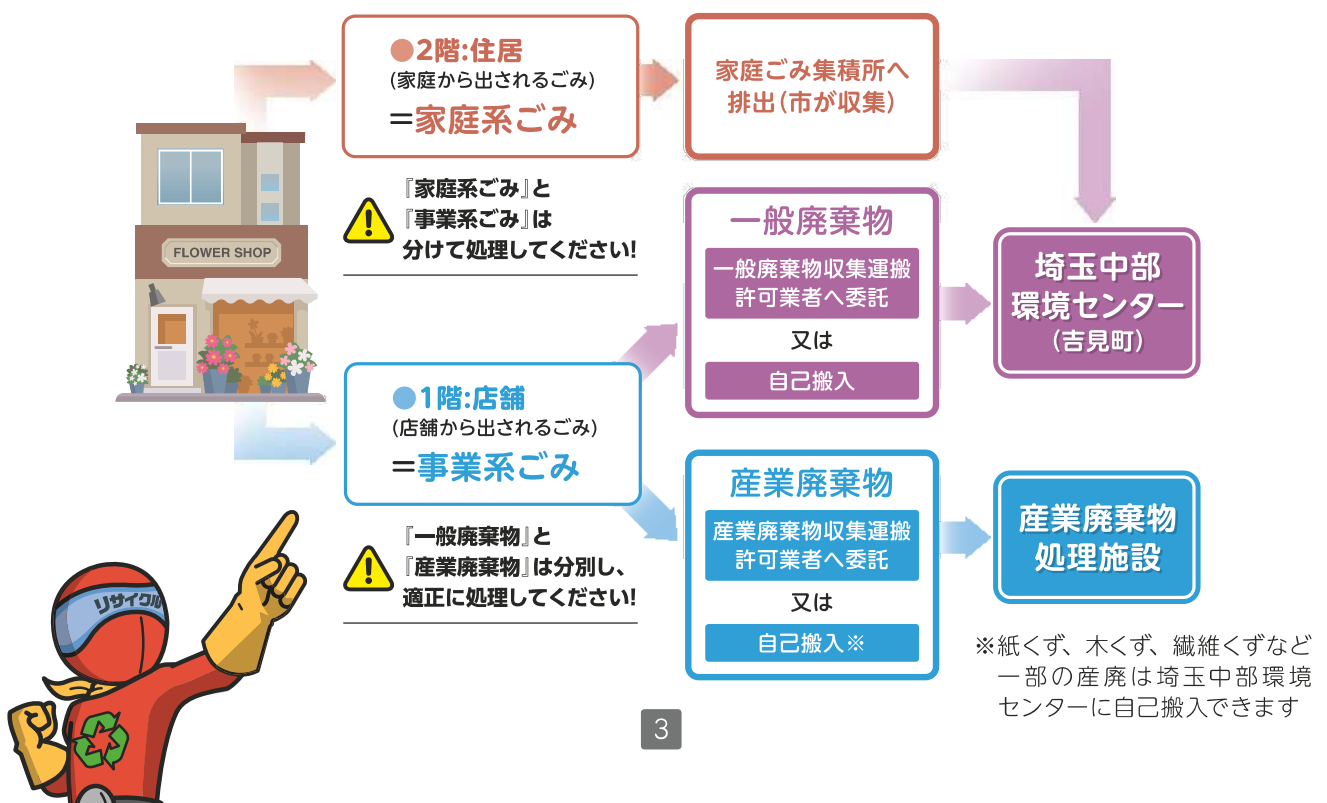 ●2階:住居
(家庭から出されるごみ)
＝家庭系ごみ
家庭ごみ集積所へ
排出(市が収集)
『家庭系ごみ』と
『事業系ごみ』は
分けて処理してください!
FLOWER SHOP
●1階:店舗
(店舗から出されるごみ)
＝事業系ごみ
『一般廃棄物』と
『産業廃棄物』は分別し、
適正に処理してください!
一般廃棄物
一般廃棄物収集運搬
許可業者へ委託
又は
自己搬入
埼玉中部
環境センター
(吉見町)
産業廃棄物
産業廃棄物収集運搬
許可業者へ委託
又は
自己搬入※
産業廃棄物
処理施設
※紙くず、木くず、繊維くずなど
一部の産廃は埼玉中部環境
センターに自己搬入できます
リサイクル
3